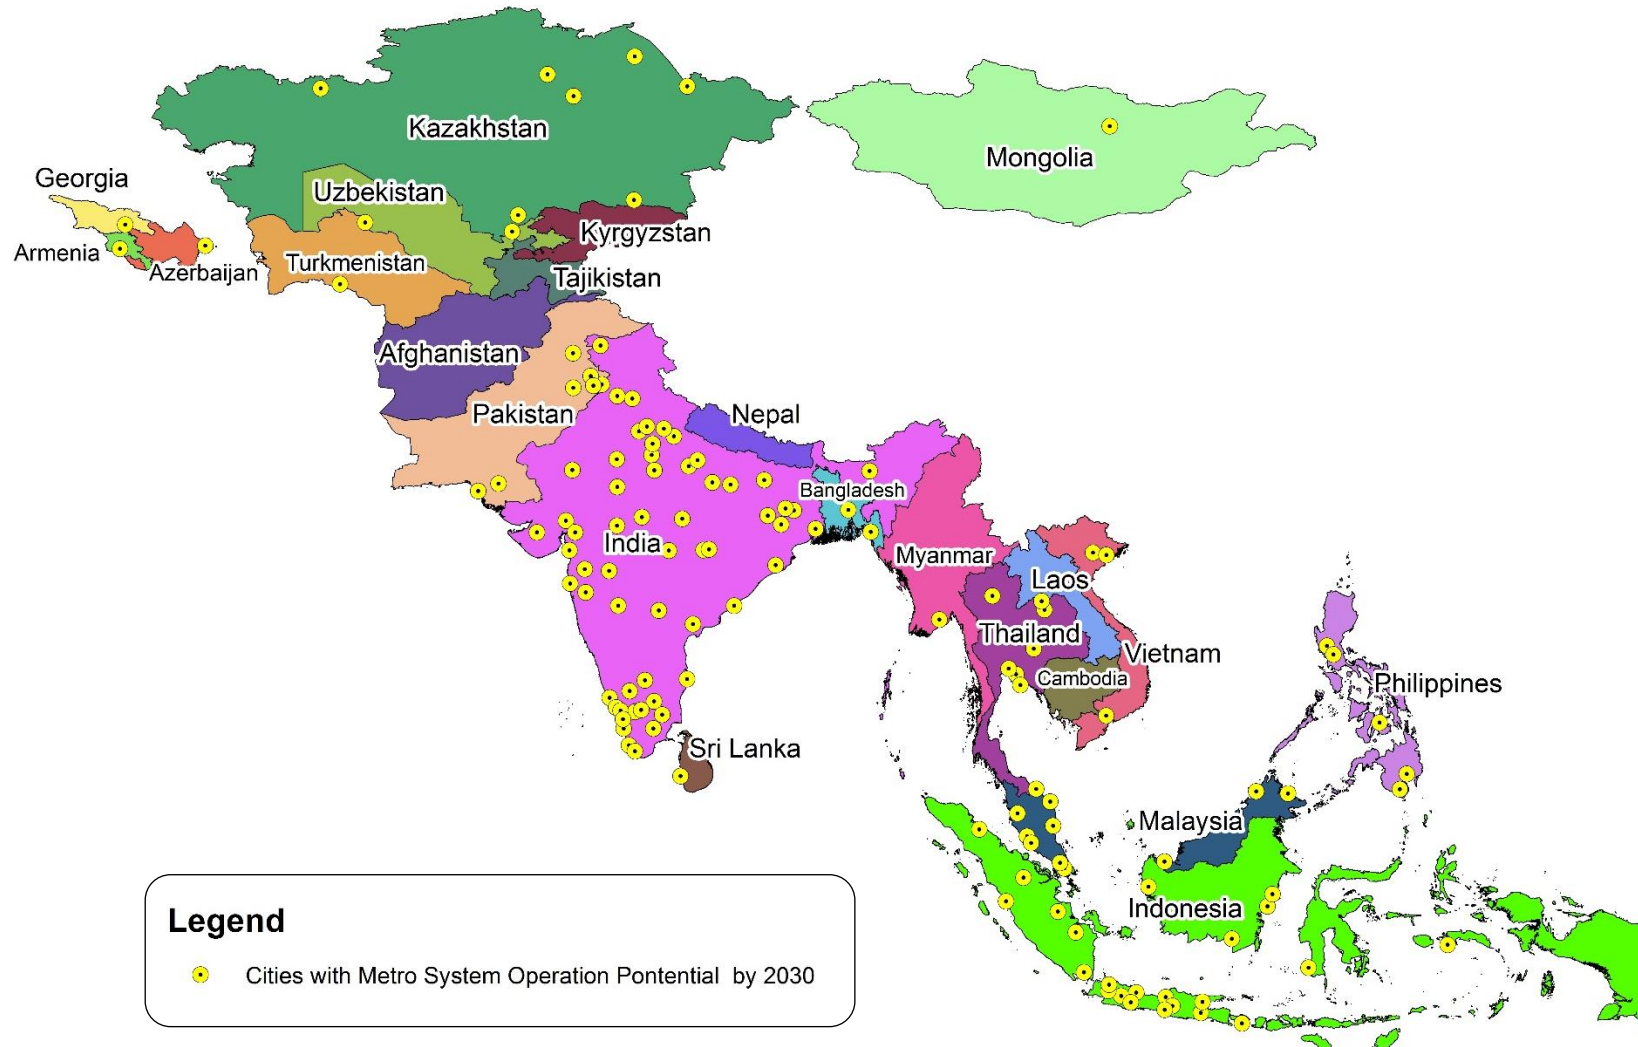 Kazakhstan
Mongolia
Georgia
Uzbekistan
Kyrgyzstan
Armenia
Azerbaijan
Turkmenistan
Tajikistan
Afghanistan
Pakistan
Nepal
Bangladesh
India
Myanmar
Laos
Thailand
Vietnam
Cambodia
Philippines
Sri Lanka
Malaysia
Indonesia
Legend
Cities with Metro System Operation Pontential by 2030